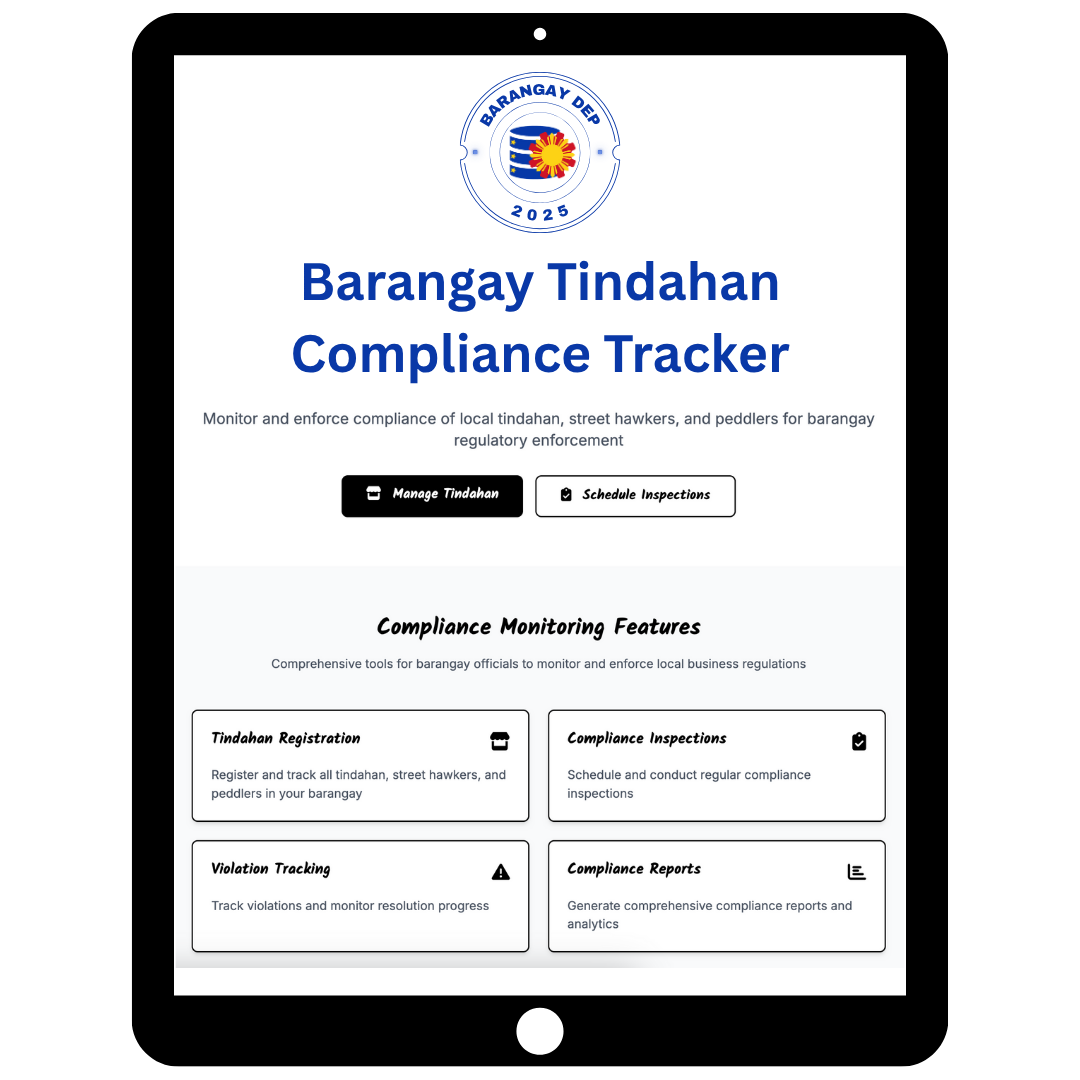 BARANGAY DEP
2025
Barangay Tindahan
Compliance Tracker
Monitor and enforce compliance of local tindahan, street hawkers, and peddlers for barangay
regulatory enforcement
Manage Tindahan
Schedule Inspections
Compliance Monitoring Features
Comprehensive tools for barangay officials to monitor and enforce local business regulations
Tindahan Registration
Register and track all tindahan, street hawkers, and
peddlers in your barangay
Compliance Inspections
Schedule and conduct regular compliance
inspections
Violation Tracking
Track violations and monitor resolution progress
Compliance Reports
Generate comprehensive compliance reports and
analytics